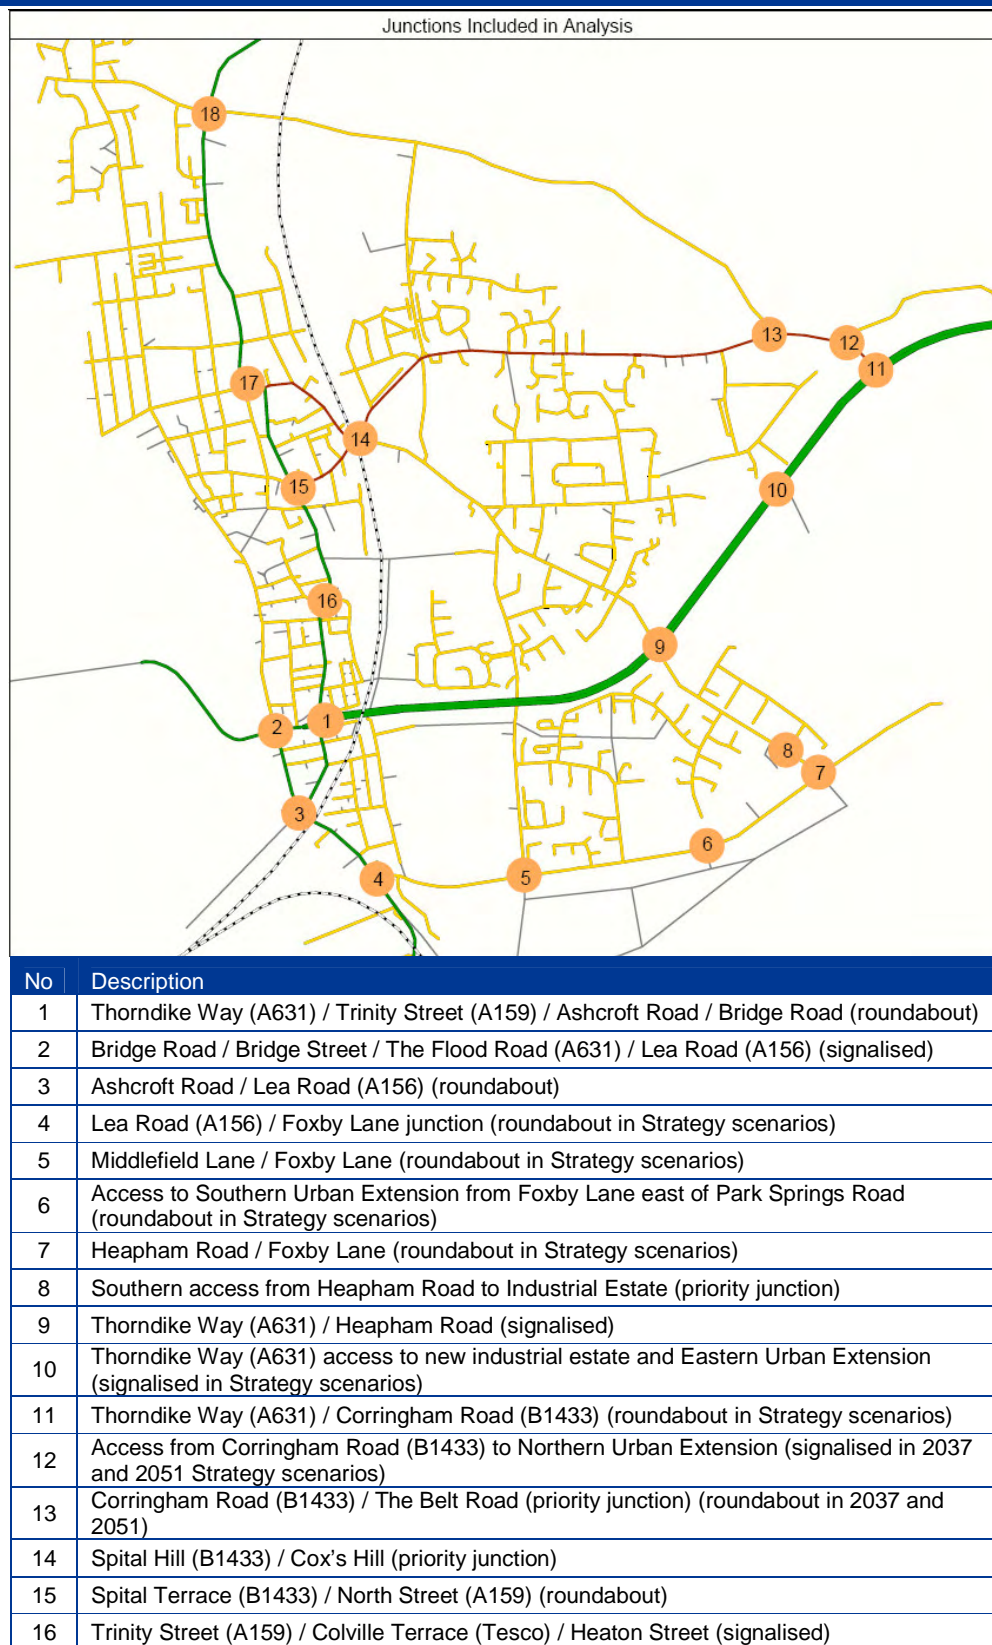 Junctions Included in Analysis
18
13
12
11
17
14
15
10
16
9
1
2
8
7
3
6
4
5
No Description
1 Thorndike Way (A631) / Trinity Street (A159) / Ashcroft Road / Bridge Road (roundabout)
2 Bridge Road / Bridge Street / The Flood Road (A631) / Lea Road (A156) (signalised)
3 Ashcroft Road / Lea Road (A156) (roundabout)
4 Lea Road (A156) / Foxby Lane junction (roundabout in Strategy scenarios)
5 Middlefield Lane / Foxby Lane (roundabout in Strategy scenarios)
6 Access to Southern Urban Extension from Foxby Lane east of Park Springs Road
(roundabout in Strategy scenarios)
7 Heapham Road / Foxby Lane (roundabout in Strategy scenarios)
8 Southern access from Heapham Road to Industrial Estate (priority junction)
9 Thorndike Way (A631) / Heapham Road (signalised)
10 Thorndike Way (A631) access to new industrial estate and Eastern Urban Extension
(signalised in Strategy scenarios)
11 Thorndike Way (A631) / Corringham Road (B1433) (roundabout in Strategy scenarios)
12 Access from Corringham Road (B1433) to Northern Urban Extension (signalised in 2037
and 2051 Strategy scenarios)
13 Corringham Road (B1433) / The Belt Road (priority junction) (roundabout in 2037 and
2051)
14 Spital Hill (B1433) / Cox's Hill (priority junction)
15 Spital Terrace (B1433) / North Street (A159) (roundabout)
16 Trinity Street (A159) / Colville Terrace (Tesco) / Heaton Street (signalised)